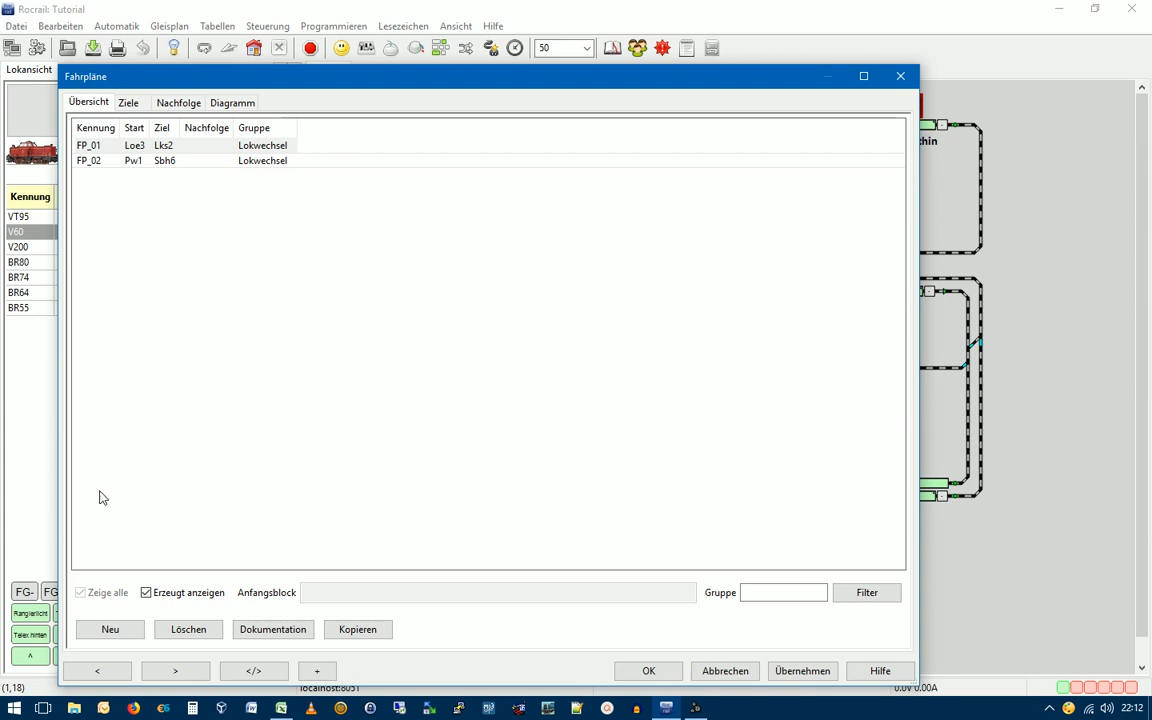 Rocrail: Tutorial
Datei Bearbeiten Automatik Gleisplan Tabellen Steuerung Programmieren Lesezeichen Ansicht Hilfe
50
Lokansicht
Fahrpläne
Übersicht Ziele Nachfolge Diagramm
Kennung Start Ziel Nachfolge Gruppe
FP_01 Loe3 Lks2 Lokwechsel
FP_02 Pw1 Sbh6 Lokwechsel
Kennung
VT95
V60
V200
BR80
BR74
BR64
BR55
FG-
Rangierlicht
Telex hinten
^
Zeige alle Erzeugt anzeigen Anfangsblock Gruppe Filter
Neu Löschen Dokumentation Kopieren
< > </> + OK Abbrechen Übernehmen Hilfe
(1,18) localhost:8051 0.0V 0.00A
22:12